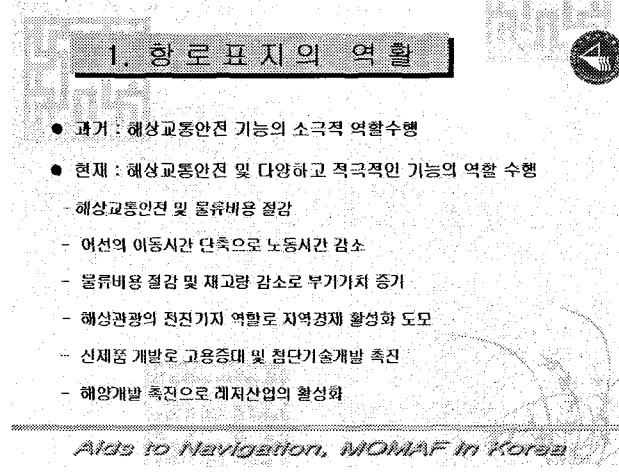 1. 항로표지의 역활
● 과거 : 해상교통안전 기능의 소극적 역할수행
● 현재 : 해상교통안전 및 다양하고 적극적인 기능의 역할 수행
- 해상교통안전 및 물류비용 절감
- 어선의 이동시간 단축으로 노동시간 감소
- 물류비용 절감 및 재고량 감소로 부가가치 증가
- 해상관광의 전진기지 역할로 지역경제 활성화 도모
- 신제품 개발로 고용증대 및 첨단기술개발 촉진
- 해양개발 촉진으로 레저산업의 활성화
Aids to Navigation, MOMAF in Korea